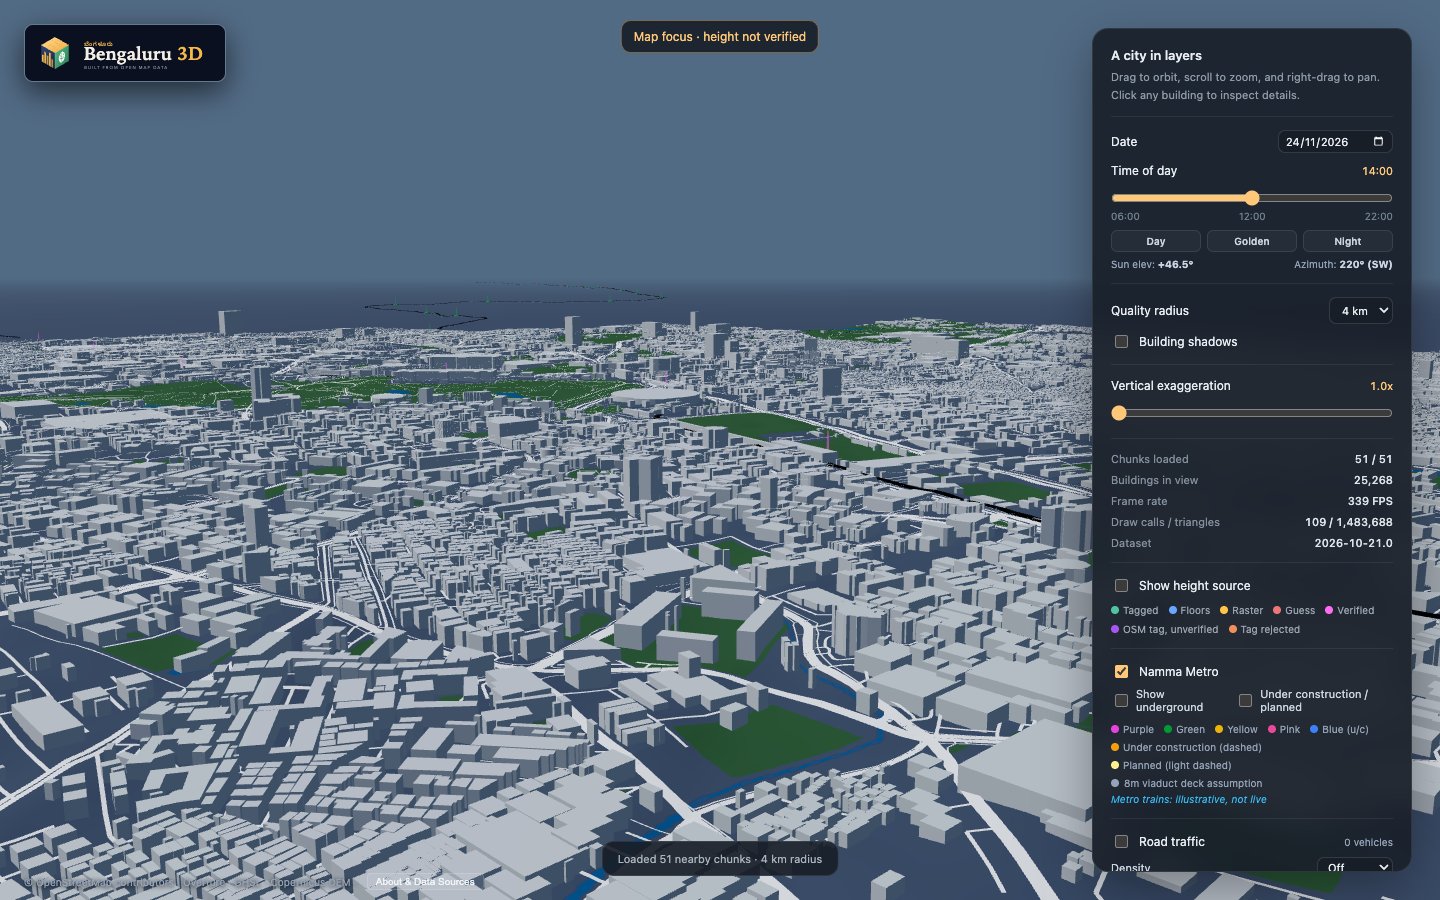 Bengaluru 3D
BUILT FROM OPEN MAP DATA
Map focus · height not verified
A city in layers
Drag to orbit, scroll to zoom, and right-drag to pan.
Click any building to inspect details.
Date 24/11/2026
Time of day 14:00
06:00 12:00 22:00
Day Golden Night
Sun elev: +46.5° Azimuth: 220° (SW)
Quality radius 4 km
Building shadows
Vertical exaggeration 1.0x
Chunks loaded 51 / 51
Buildings in view 25,268
Frame rate 339 FPS
Draw calls / triangles 109 / 1,483,688
Dataset 2026-10-21.0
Show height source
Tagged Floors Raster Guess Verified
OSM tag, unverified Tag rejected
Namma Metro
Show underground Under construction / planned
Purple Green Yellow Pink Blue (u/c)
Under construction (dashed)
Planned (light dashed)
8m viaduct deck assumption
Metro trains: illustrative, not live
Road traffic 0 vehicles
Density Off
Loaded 51 nearby chunks · 4 km radius
© OpenStreetMap contributors
About & Data Sources